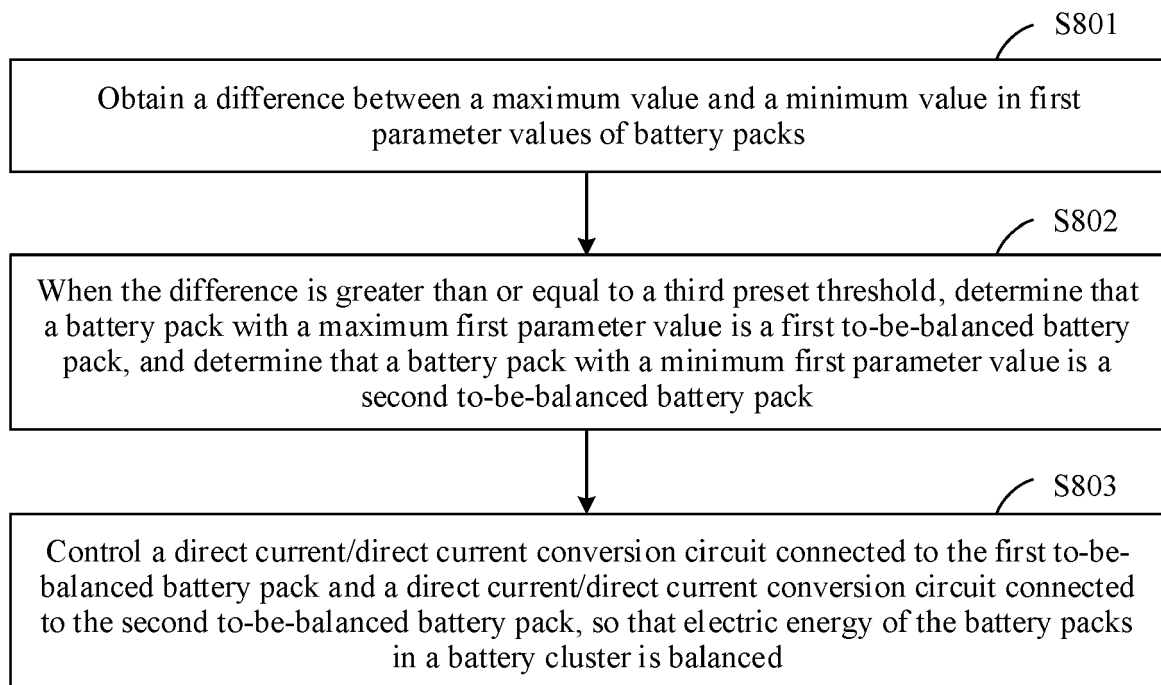 S801
Obtain a difference between a maximum value and a minimum value in first
parameter values of battery packs
S802
When the difference is greater than or equal to a third preset threshold, determine that
a battery pack with a maximum first parameter value is a first to-be-balanced battery
pack, and determine that a battery pack with a minimum first parameter value is a
second to-be-balanced battery pack
S803
Control a direct current/direct current conversion circuit connected to the first to-be-
balanced battery pack and a direct current/direct current conversion circuit connected
to the second to-be-balanced battery pack, so that electric energy of the battery packs
in a battery cluster is balanced